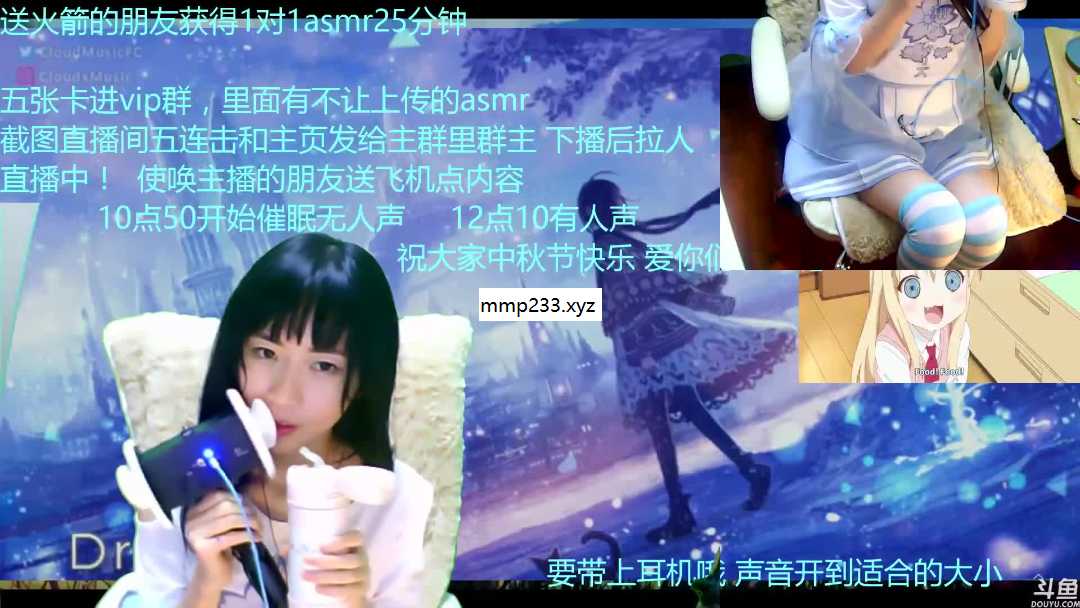 送火箭的朋友获得1对1asmr25分钟
CloudMusicFC
CloudsMusic
五张卡进vip群，里面有不让上传的asmr
截图直播间五连击和主页发给主群里群主 下播后拉人
直播中！ 使唤主播的朋友送飞机点内容
10点50开始催眠无人声 12点10有人声
祝大家中秋节快乐 爱你们
mmp233.xyz
Food! Food!
Dr
要带上耳机哦 声音开到适合的大小
斗鱼
DOUYU.COM